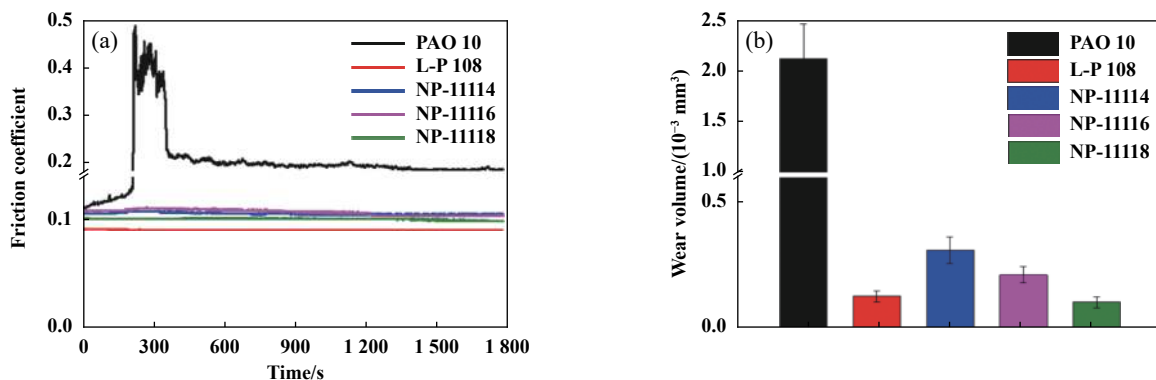 (a)
PAO 10
L-P 108
NP-11114
NP-11116
NP-11118
0.5
0.4
0.3
0.2
0.1
0.0
Friction coefficient
0 300 600 900 1 200 1 500 1 800
Time/s
(b)
PAO 10
L-P 108
NP-11114
NP-11116
NP-11118
2.5
2.0
1.5
1.0
0.5
0.0
Wear volume/(10⁻³ mm³)